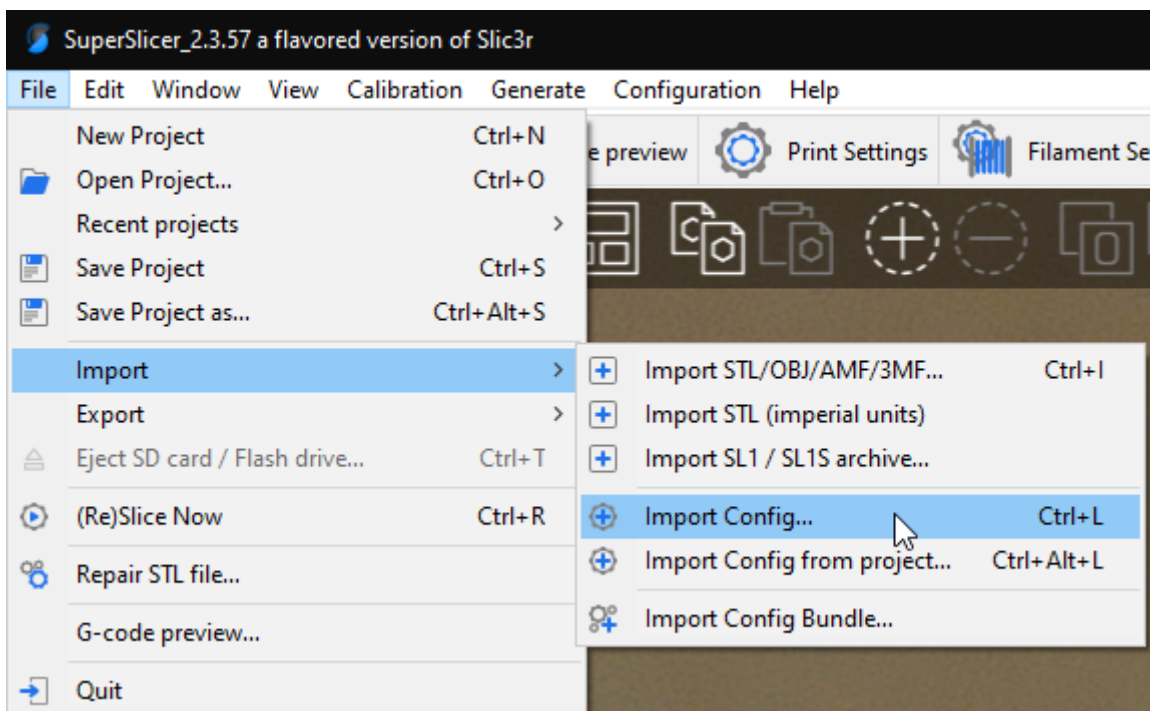 SuperSlicer_2.3.57 a flavored version of Slic3r
File Edit Window View Calibration Generate Configuration Help
e preview Print Settings Filament Se
New Project Ctrl+N
Open Project... Ctrl+O
Recent projects
Save Project Ctrl+S
Save Project as... Ctrl+Alt+S
Import
Export
Eject SD card / Flash drive... Ctrl+T
(Re)Slice Now Ctrl+R
Repair STL file...
G-code preview...
Quit
Import STL/OBJ/AMF/3MF... Ctrl+I
Import STL (imperial units)
Import SL1 / SL1S archive...
Import Config... Ctrl+L
Import Config from project... Ctrl+Alt+L
Import Config Bundle...